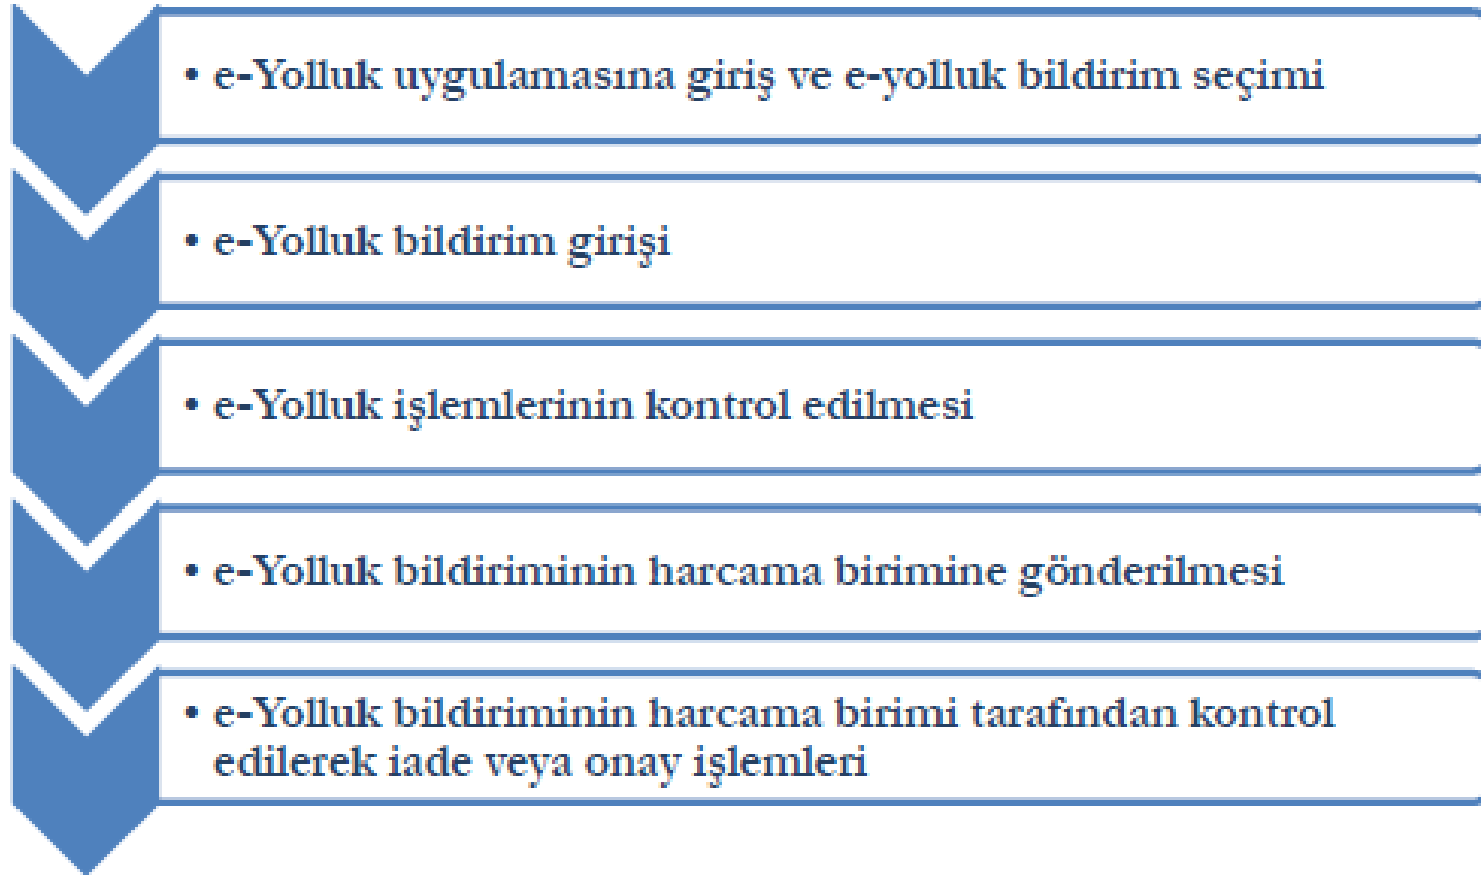 • e-Yolluk uygulamasına giriş ve e-yolluk bildirim seçimi
• e-Yolluk bildirim girişi
• e-Yolluk işlemlerinin kontrol edilmesi
• e-Yolluk bildiriminin harcama birimine gönderilmesi
• e-Yolluk bildiriminin harcama birimi tarafından kontrol
edilerek iade veya onay işlemleri